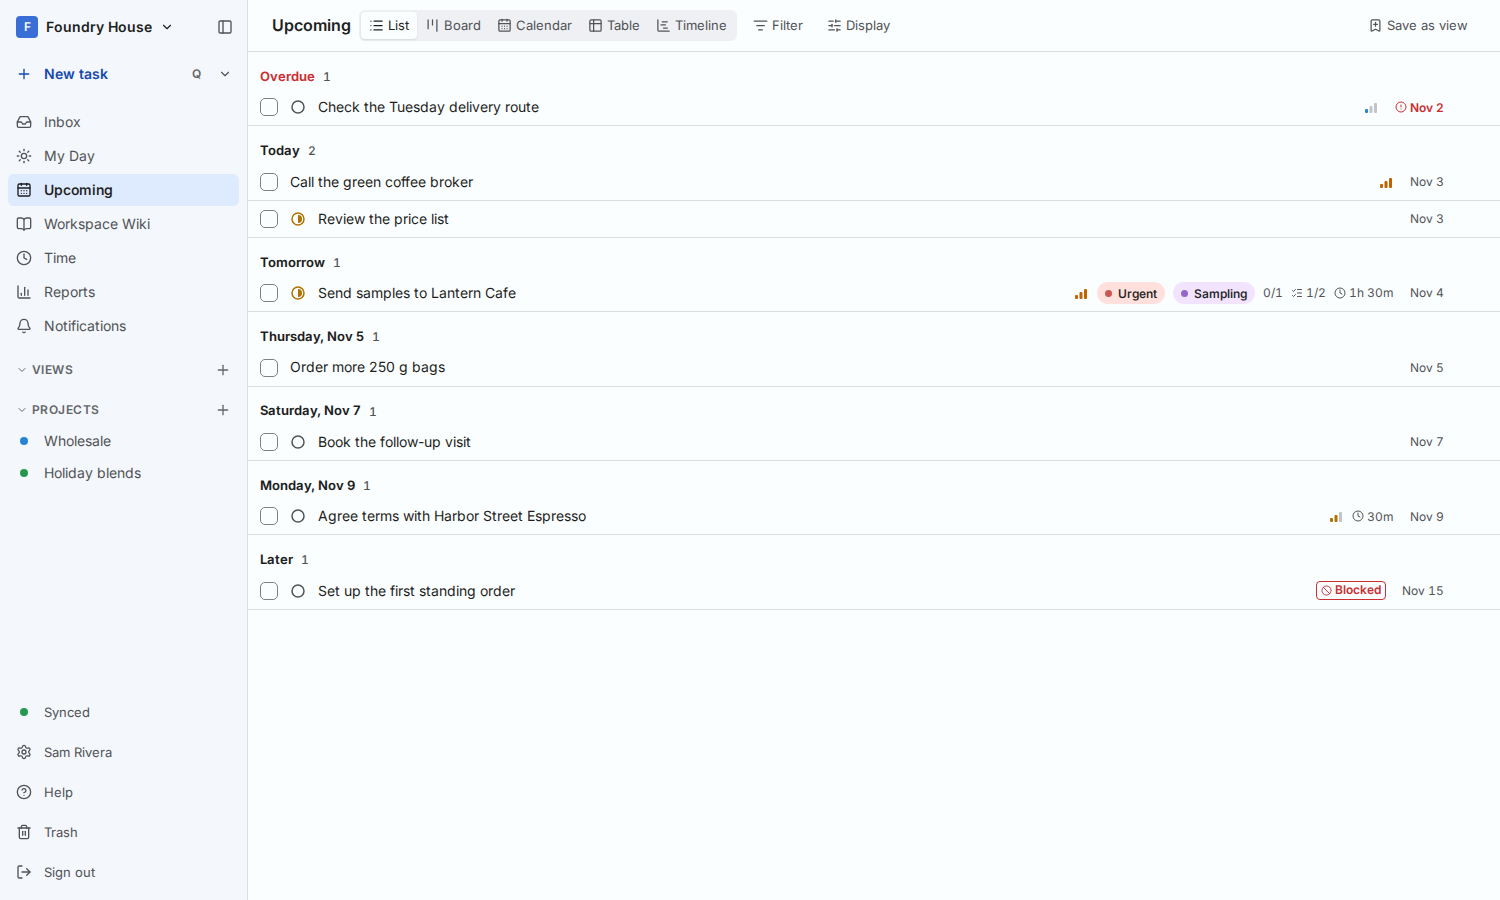 F Foundry House
New task Q
Inbox
My Day
Upcoming
Workspace Wiki
Time
Reports
Notifications
VIEWS
PROJECTS
Wholesale
Holiday blends
Synced
Sam Rivera
Help
Trash
Sign out
Upcoming List Board Calendar Table Timeline Filter Display Save as view
Overdue 1
Check the Tuesday delivery route Nov 2
Today 2
Call the green coffee broker Nov 3
Review the price list Nov 3
Tomorrow 1
Send samples to Lantern Cafe Urgent Sampling 0/1 1/2 1h 30m Nov 4
Thursday, Nov 5 1
Order more 250 g bags Nov 5
Saturday, Nov 7 1
Book the follow-up visit Nov 7
Monday, Nov 9 1
Agree terms with Harbor Street Espresso 30m Nov 9
Later 1
Set up the first standing order Blocked Nov 15